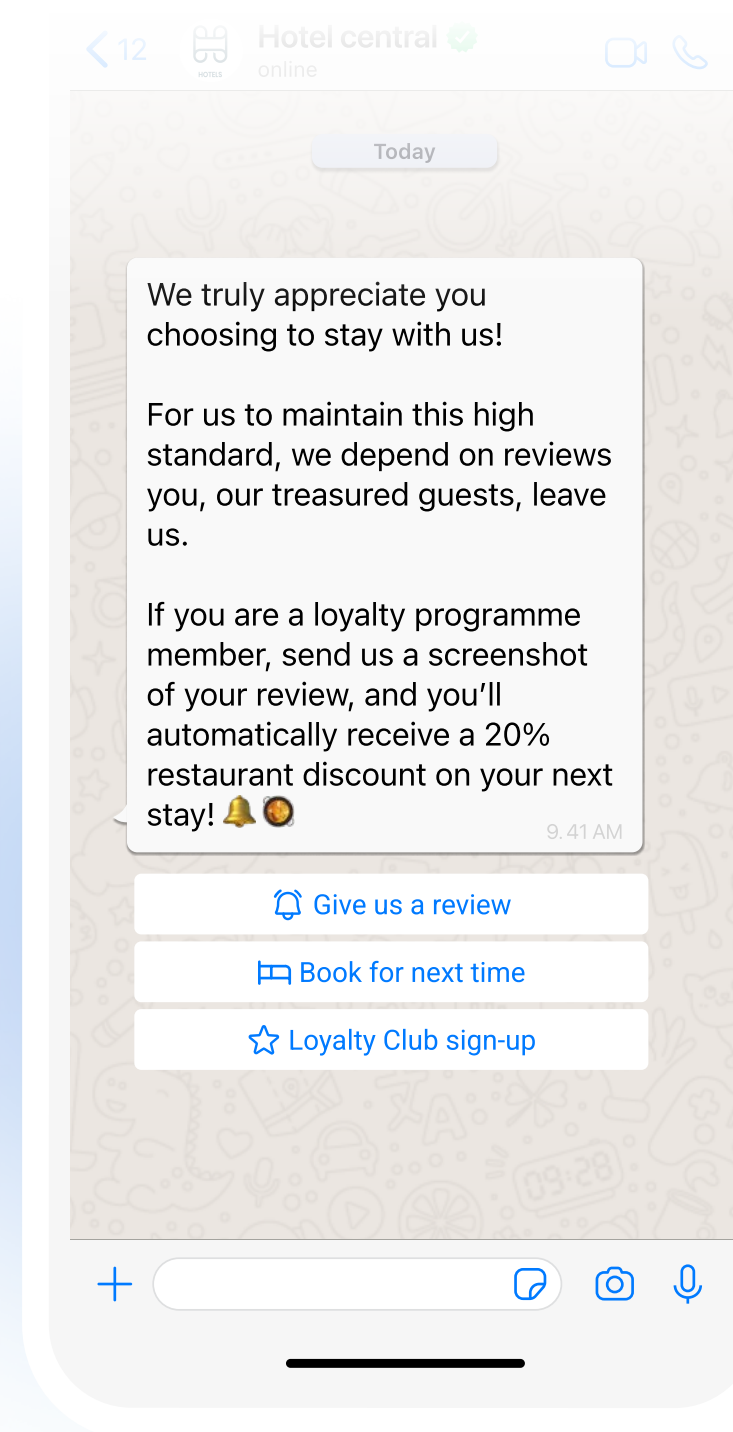 12
HOTELS
Hotel central
online
Today
We truly appreciate you
choosing to stay with us!
For us to maintain this high
standard, we depend on reviews
you, our treasured guests, leave
us.
If you are a loyalty programme
member, send us a screenshot
of your review, and you’ll
automatically receive a 20%
restaurant discount on your next
stay! 🔔🥘
9.41 AM
Give us a review
Book for next time
Loyalty Club sign-up
09:28